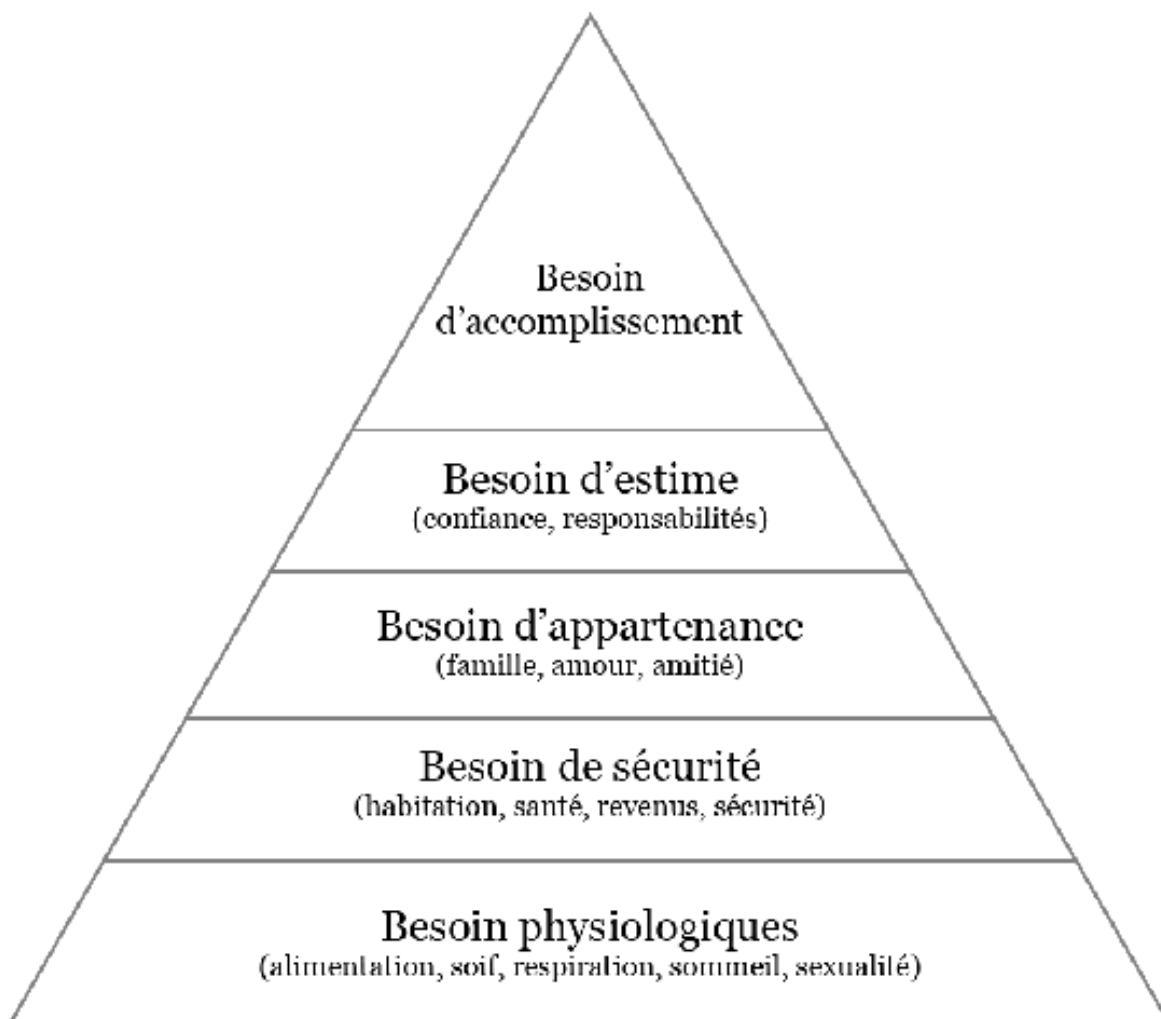 Besoin
d’accomplissement
Besoin d’estime
(confiance, responsabilités)
Besoin d’appartenance
(famille, amour, amitié)
Besoin de sécurité
(habitation, santé, revenus, sécurité)
Besoin physiologiques
(alimentation, soif, respiration, sommeil, sexualité)